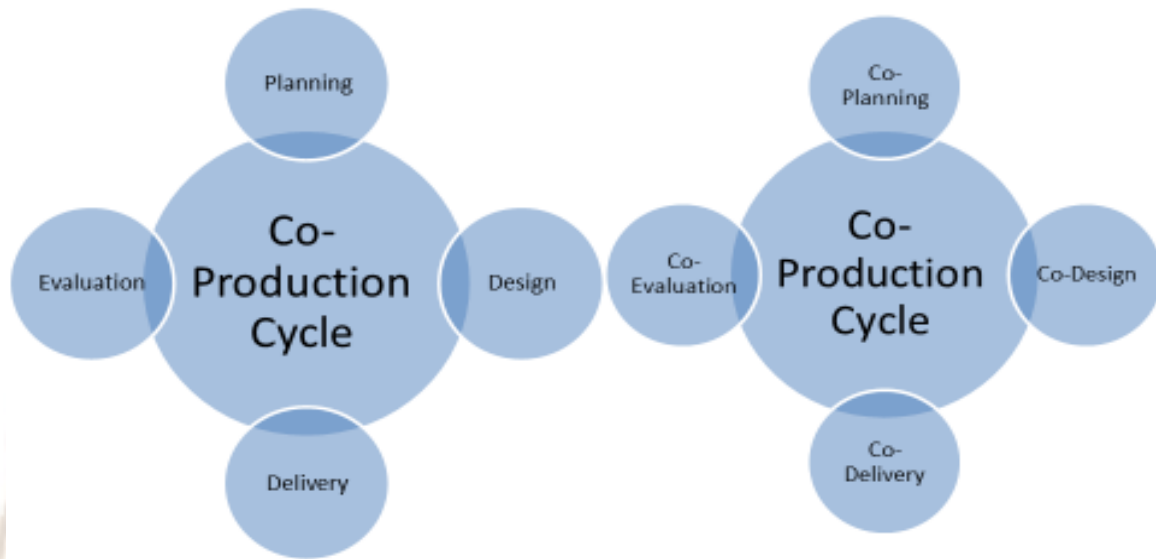 Planning
Evaluation
Co-
Production
Cycle
Design
Delivery
Co-
Planning
Co-
Evaluation
Co-
Production
Cycle
Co-Design
Co-
Delivery